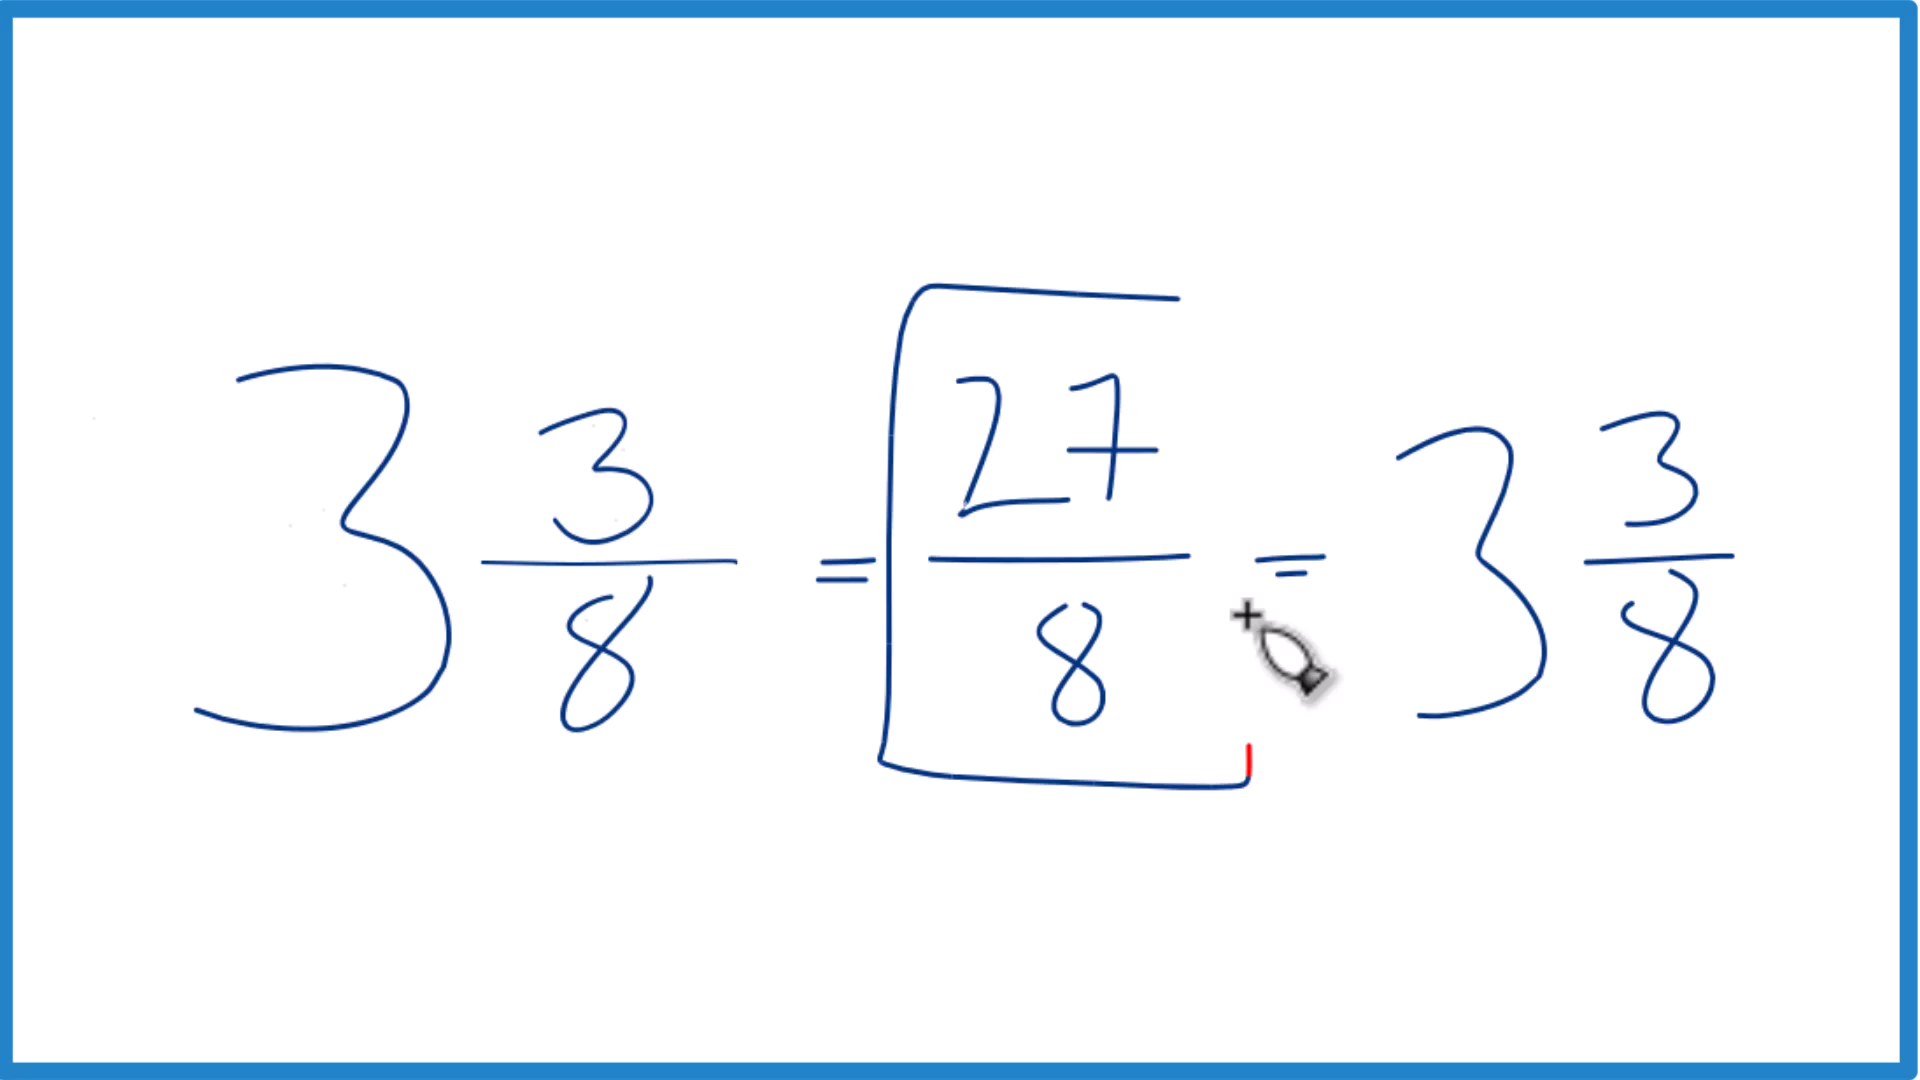 3 3/8 = 27/8 = 3 3/8